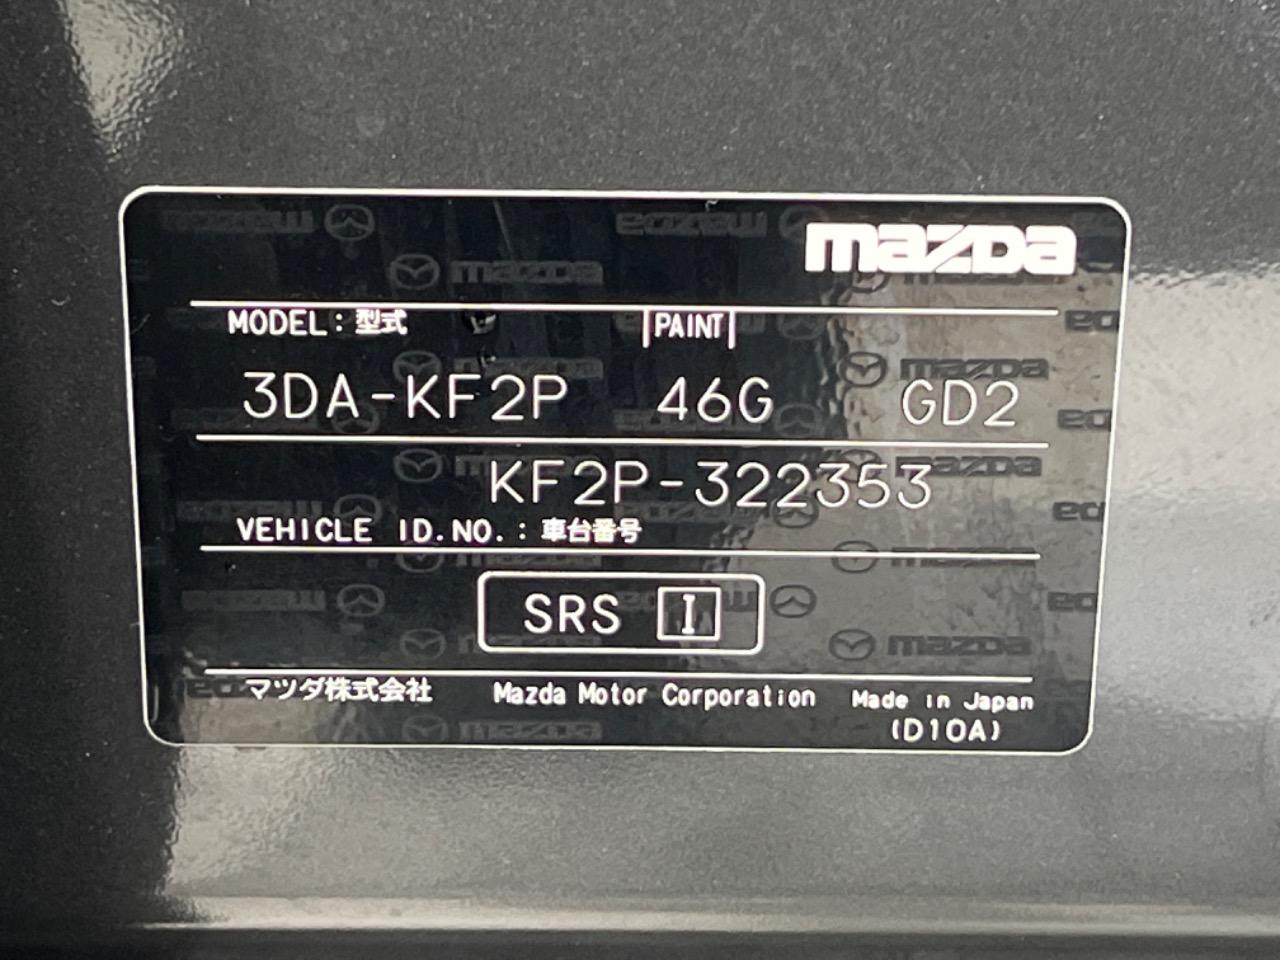 mazda
MODEL：型式 PAINT
3DA-KF2P 46G GD2
KF2P-322353
VEHICLE ID.NO.：車台番号
SRS I
マツダ株式会社 Mazda Motor Corporation Made in Japan
(D10A)